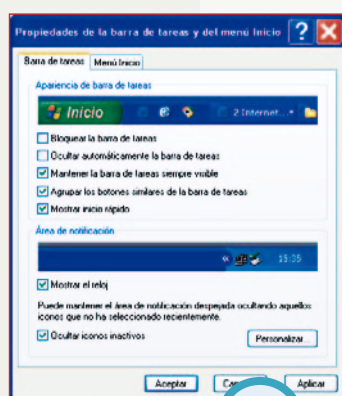 Propiedades de la barra de tareas y del menú Inicio
Barra de tareas Menú Inicio
Apariencia de barra de tareas
Inicio 2 Internet...
Bloquear la barra de tareas
Ocultar automáticamente la barra de tareas
Mantener la barra de tareas siempre visible
Agrupar los botones similares de la barra de tareas
Mostrar inicio rápido
Área de notificación
« 15:05
Mostrar el reloj
Puede mantener el área de notificación despejada ocultando aquellos
iconos que no ha seleccionado recientemente.
Ocultar iconos inactivos Personalizar...
Aceptar Aplicar